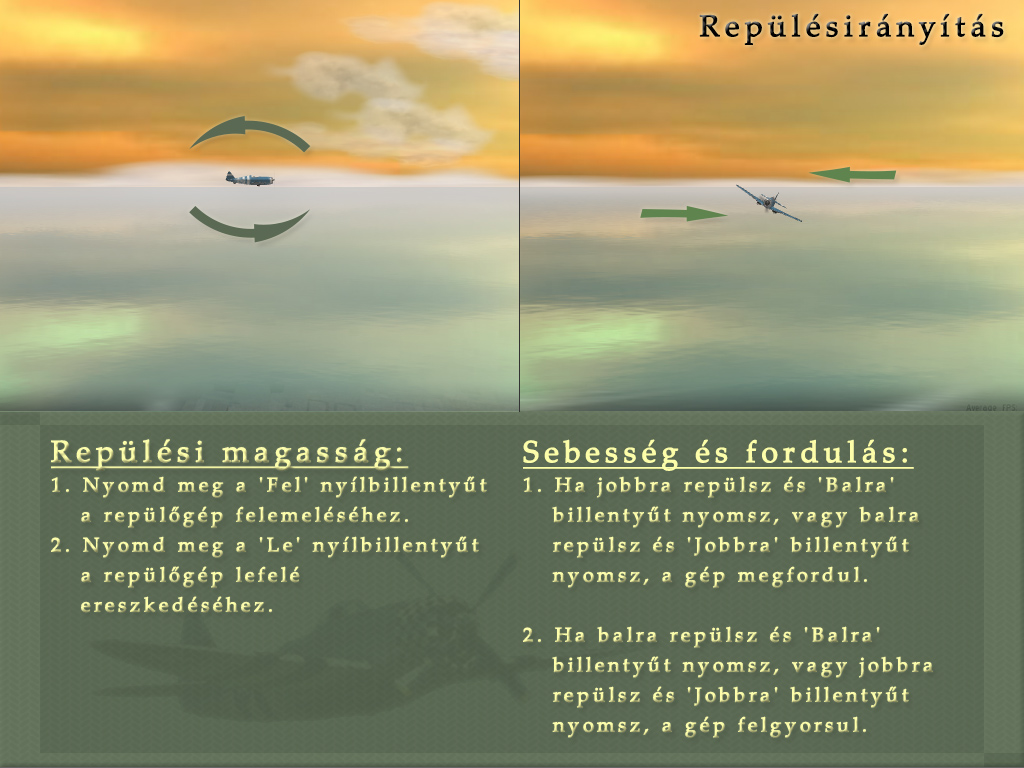 Repülésirányítás
Repülési magasság:
1. Nyomd meg a 'Fel' nyílbillentyűt
a repülőgép felemeléséhez.
2. Nyomd meg a 'Le' nyílbillentyűt
a repülőgép lefelé
ereszkedéséhez.
Sebesség és fordulás:
1. Ha jobbra repülsz és 'Balra'
billentyűt nyomsz, vagy balra
repülsz és 'Jobbra' billentyűt
nyomsz, a gép megfordul.
2. Ha balra repülsz és 'Balra'
billentyűt nyomsz, vagy jobbra
repülsz és 'Jobbra' billentyűt
nyomsz, a gép felgyorsul.